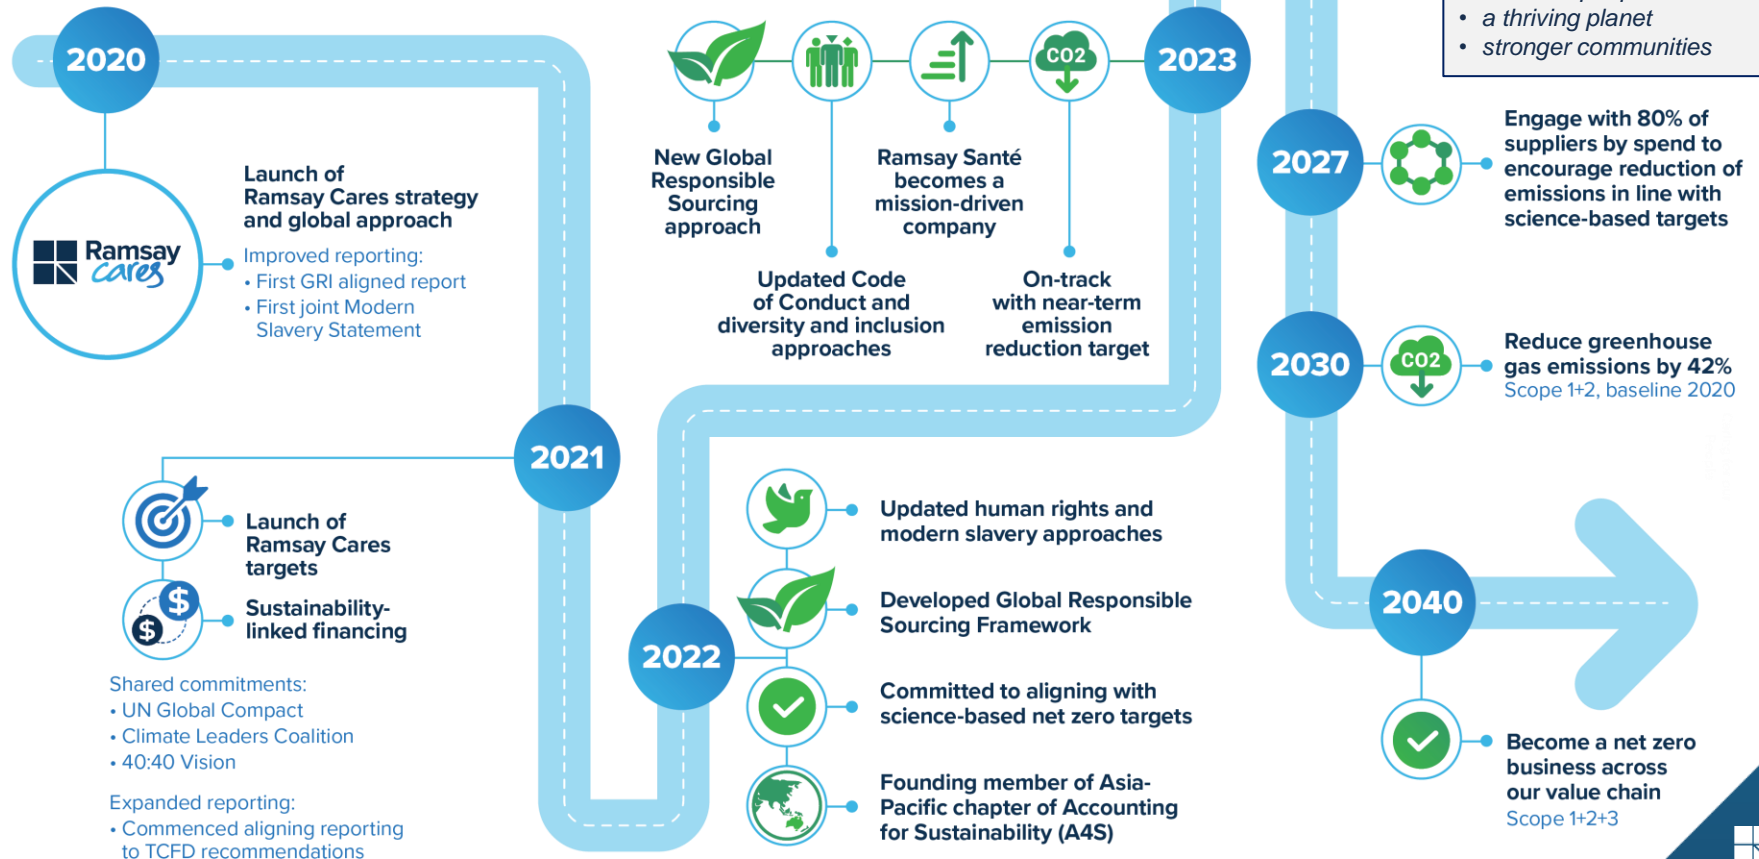 2020
Ramsay
cares
Launch of
Ramsay Cares strategy
and global approach
Improved reporting:
• First GRI aligned report
• First joint Modern
Slavery Statement
2021
Launch of
Ramsay Cares
targets
$
$
Sustainability-
linked financing
Shared commitments:
• UN Global Compact
• Climate Leaders Coalition
• 40:40 Vision
Expanded reporting:
• Commenced aligning reporting
to TCFD recommendations
2022
Updated human rights and
modern slavery approaches
Developed Global Responsible
Sourcing Framework
Committed to aligning with
science-based net zero targets
Founding member of Asia-
Pacific chapter of Accounting
for Sustainability (A4S)
2023
CO2
New Global
Responsible
Sourcing
approach
Updated Code
of Conduct and
diversity and inclusion
approaches
Ramsay Santé
becomes a
mission-driven
company
On-track
with near-term
emission
reduction target
• a thriving planet
• stronger communities
2027
Engage with 80% of
suppliers by spend to
encourage reduction of
emissions in line with
science-based targets
2030
CO2
Reduce greenhouse
gas emissions by 42%
Scope 1+2, baseline 2020
2040
Become a net zero
business across
our value chain
Scope 1+2+3